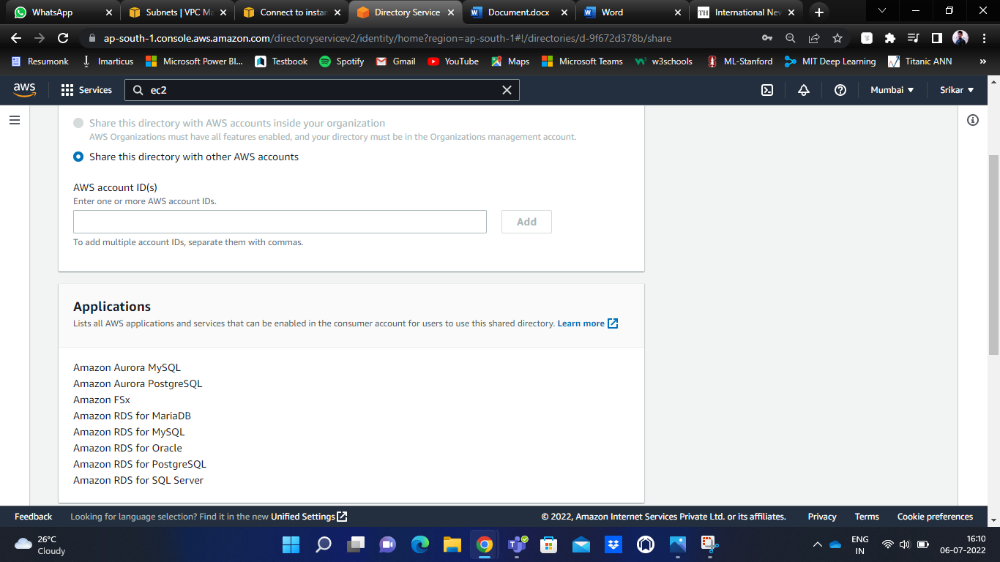 WhatsApp
Subnets | VPC Ma
Connect to instan
Directory Service
Document.docx
Word
TH International New
ap-south-1.console.aws.amazon.com/directoryservicev2/identity/home?region=ap-south-1#!/directories/d-9f672d378b/share
Resumonk
Imarticus
Microsoft Power BI...
Testbook
Spotify
Gmail
YouTube
Maps
Microsoft Teams
w3schools
ML-Stanford
MIT Deep Learning
Titanic ANN
aws
Services
ec2
Mumbai
Srikar
Share this directory with AWS accounts inside your organization
AWS Organizations must have all features enabled, and your directory must be in the Organizations management account.
Share this directory with other AWS accounts
AWS account ID(s)
Enter one or more AWS account IDs.
Add
To add multiple account IDs, separate them with commas.
Applications
Lists all AWS applications and services that can be enabled in the consumer account for users to use this shared directory. Learn more
Amazon Aurora MySQL
Amazon Aurora PostgreSQL
Amazon FSx
Amazon RDS for MariaDB
Amazon RDS for MySQL
Amazon RDS for Oracle
Amazon RDS for PostgreSQL
Amazon RDS for SQL Server
Feedback
Looking for language selection? Find it in the new Unified Settings
© 2022, Amazon Internet Services Private Ltd. or its affiliates.
Privacy
Terms
Cookie preferences
26°C
Cloudy
ENG
IN
16:10
06-07-2022